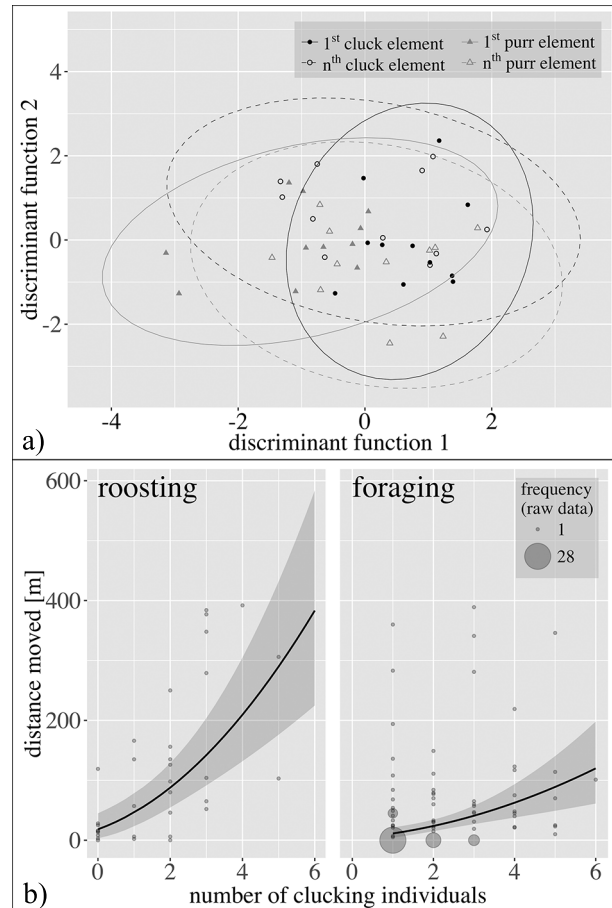 1st cluck element
1st purr element
nth cluck element
nth purr element
discriminant function 2
4
2
0
-2
-4
-2
0
2
discriminant function 1
a)
roosting
foraging
frequency
(raw data)
1
28
distance moved [m]
600
400
200
0
0
2
4
6
0
2
4
6
number of clucking individuals
b)